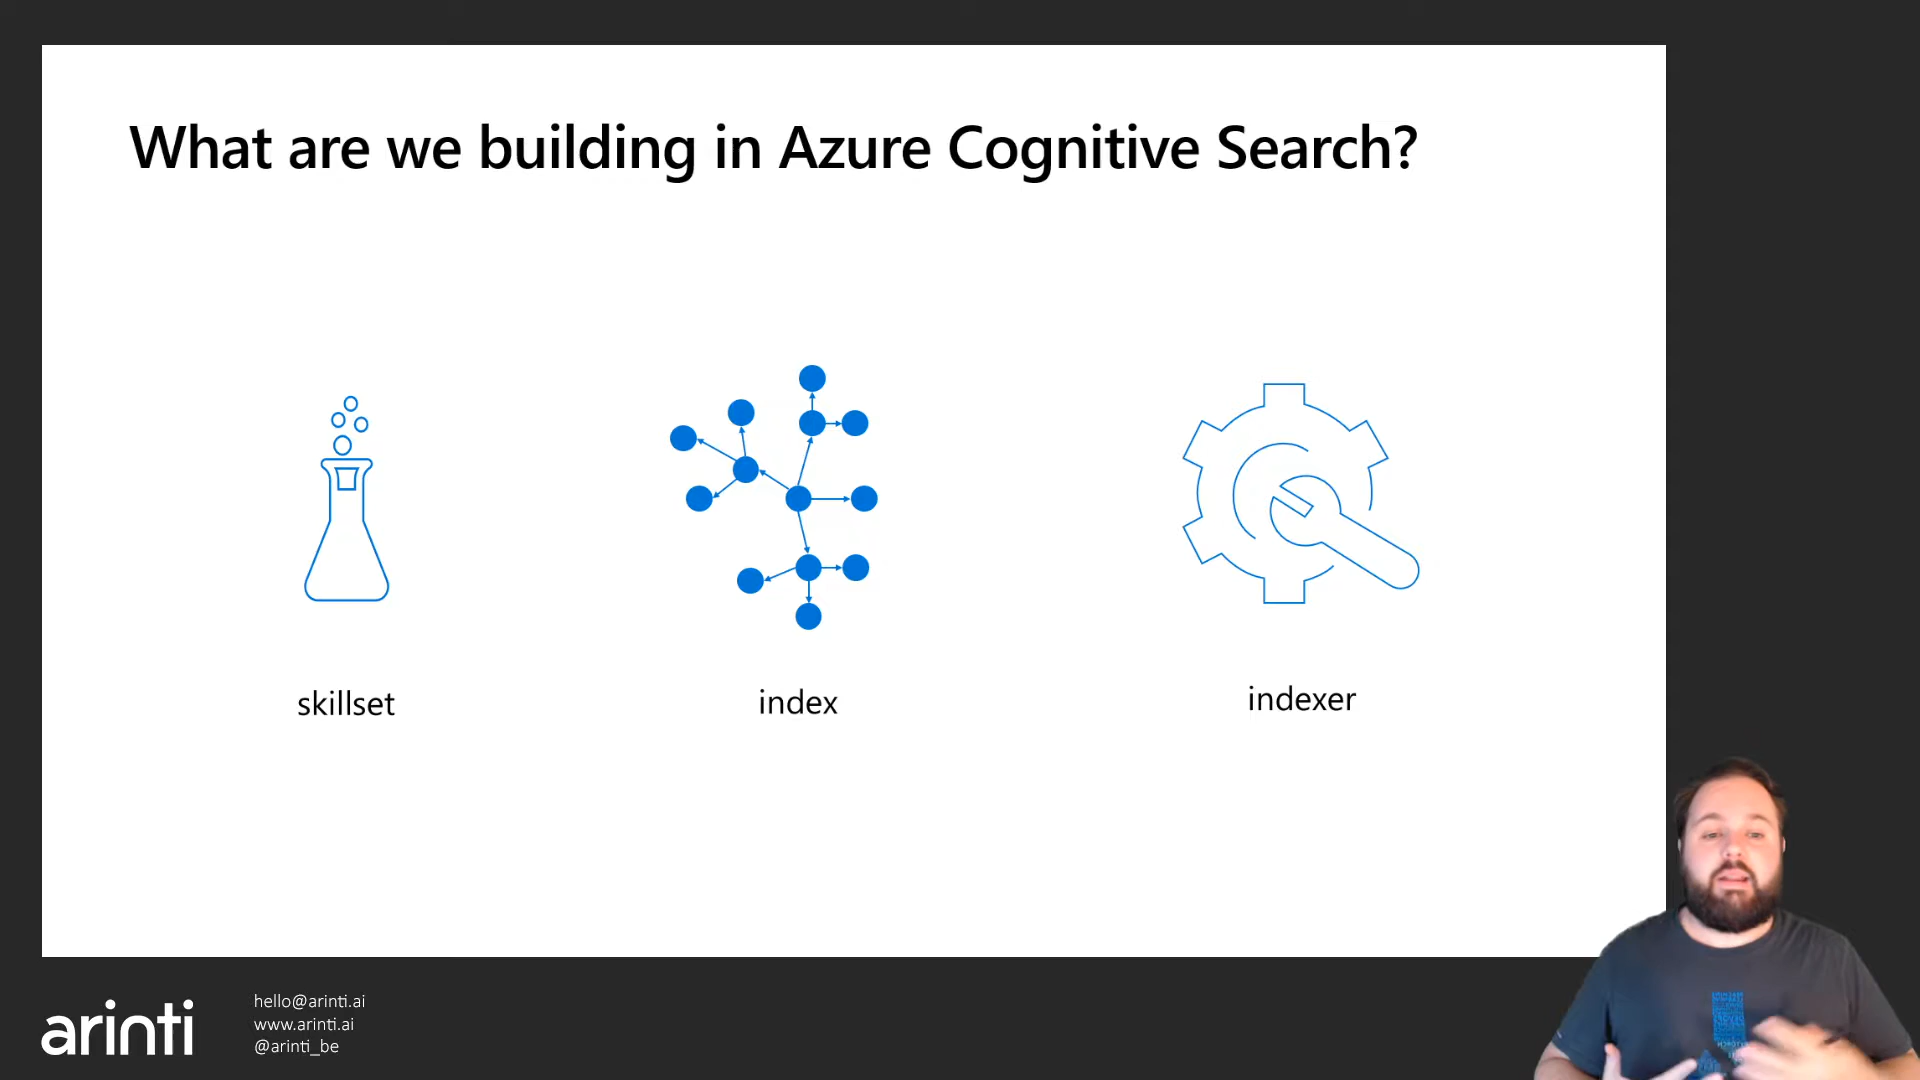 What are we building in Azure Cognitive Search?
skillset
index
indexer
arinti
hello@arinti.ai
www.arinti.ai
@arinti_be